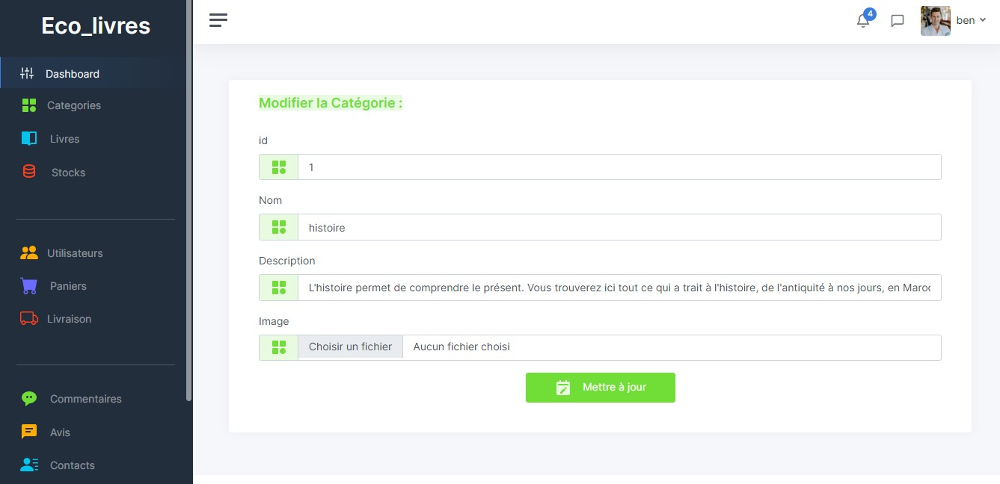 Eco_livres
Dashboard
Categories
Livres
Stocks
Utilisateurs
Paniers
Livraison
Commentaires
Avis
Contacts
4
ben
Modifier la Catégorie :
id
1
Nom
histoire
Description
L'histoire permet de comprendre le présent. Vous trouverez ici tout ce qui a trait à l'histoire, de l'antiquité à nos jours, en Maroc
Image
Choisir un fichier Aucun fichier choisi
Mettre à jour